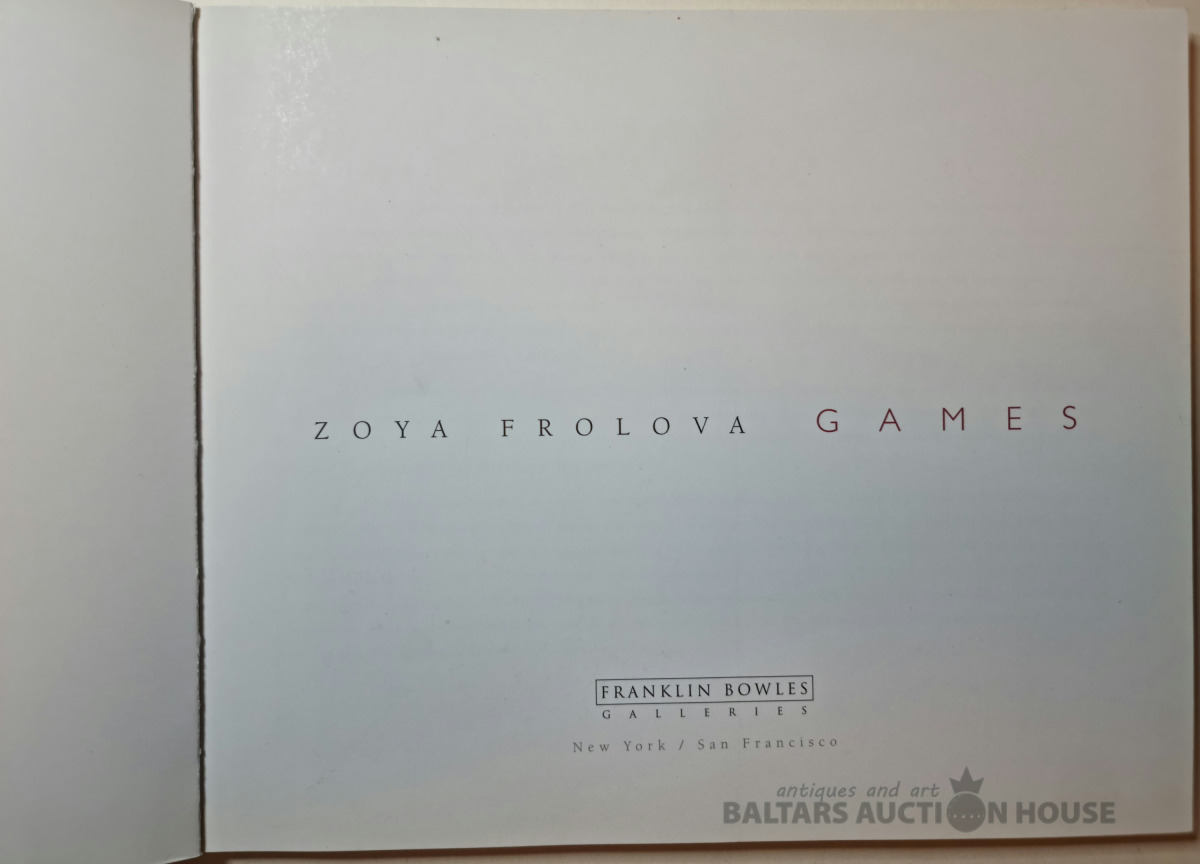 ZOYA FROLOVA GAMES
FRANKLIN BOWLES
GALLERIES
New York / San Francisco
antiques and art
BALTARS AUCTION HOUSE